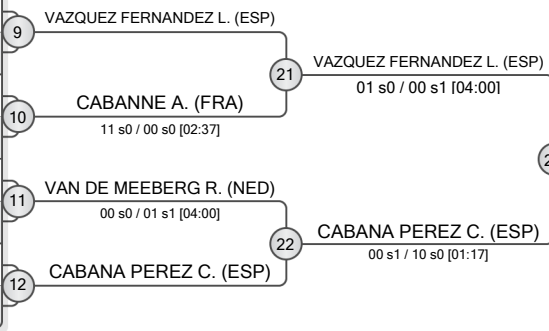 9
VAZQUEZ FERNANDEZ L. (ESP)
21
VAZQUEZ FERNANDEZ L. (ESP)
01 s0 / 00 s1 [04:00]
10
CABANNE A. (FRA)
11 s0 / 00 s0 [02:37]
11
VAN DE MEEBERG R. (NED)
00 s0 / 01 s1 [04:00]
22
CABANA PEREZ C. (ESP)
00 s1 / 10 s0 [01:17]
12
CABANA PEREZ C. (ESP)